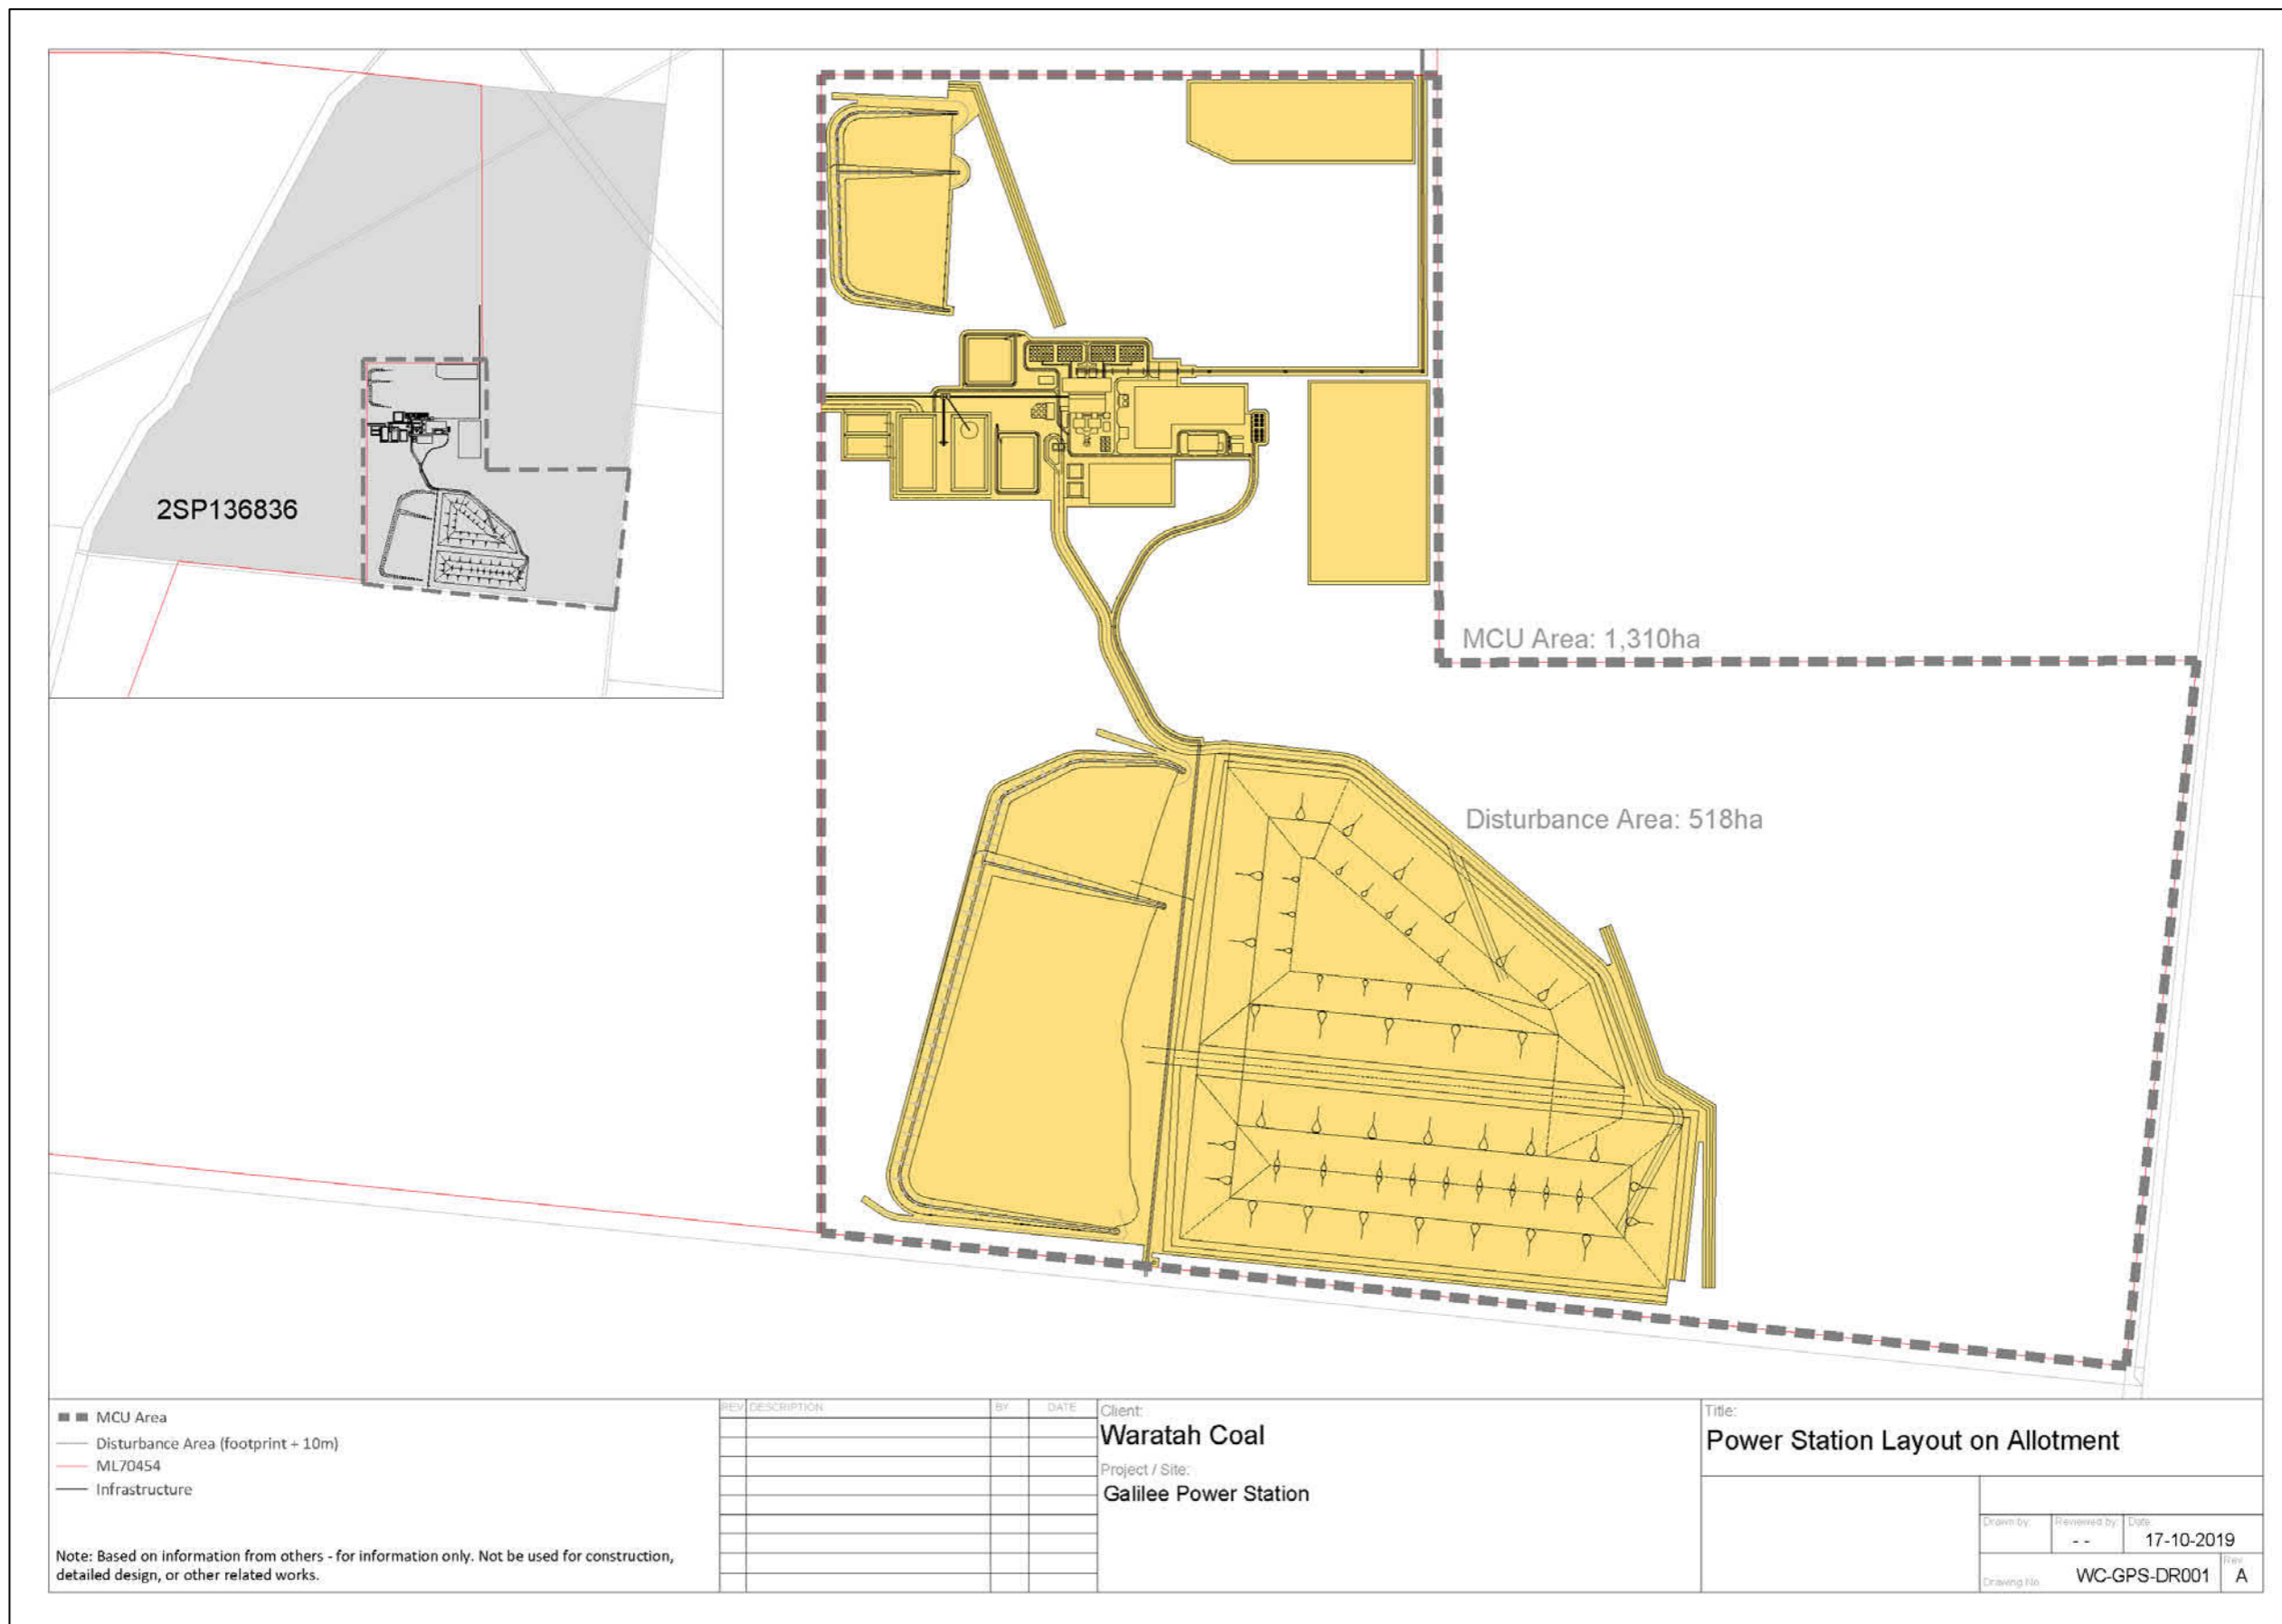 2SP136836
MCU Area: 1,310ha
Disturbance Area: 518ha
MCU Area
Disturbance Area (footprint + 10m)
ML70454
Infrastructure
Note: Based on information from others - for information only. Not be used for construction,
detailed design, or other related works.
REV DESCRIPTION BY DATE
Client:
Waratah Coal
Project / Site:
Galilee Power Station
Title:
Power Station Layout on Allotment
Drawn by: Reviewed by: Date
- - 17-10-2019
Rev
Drawing No. WC-GPS-DR001 A